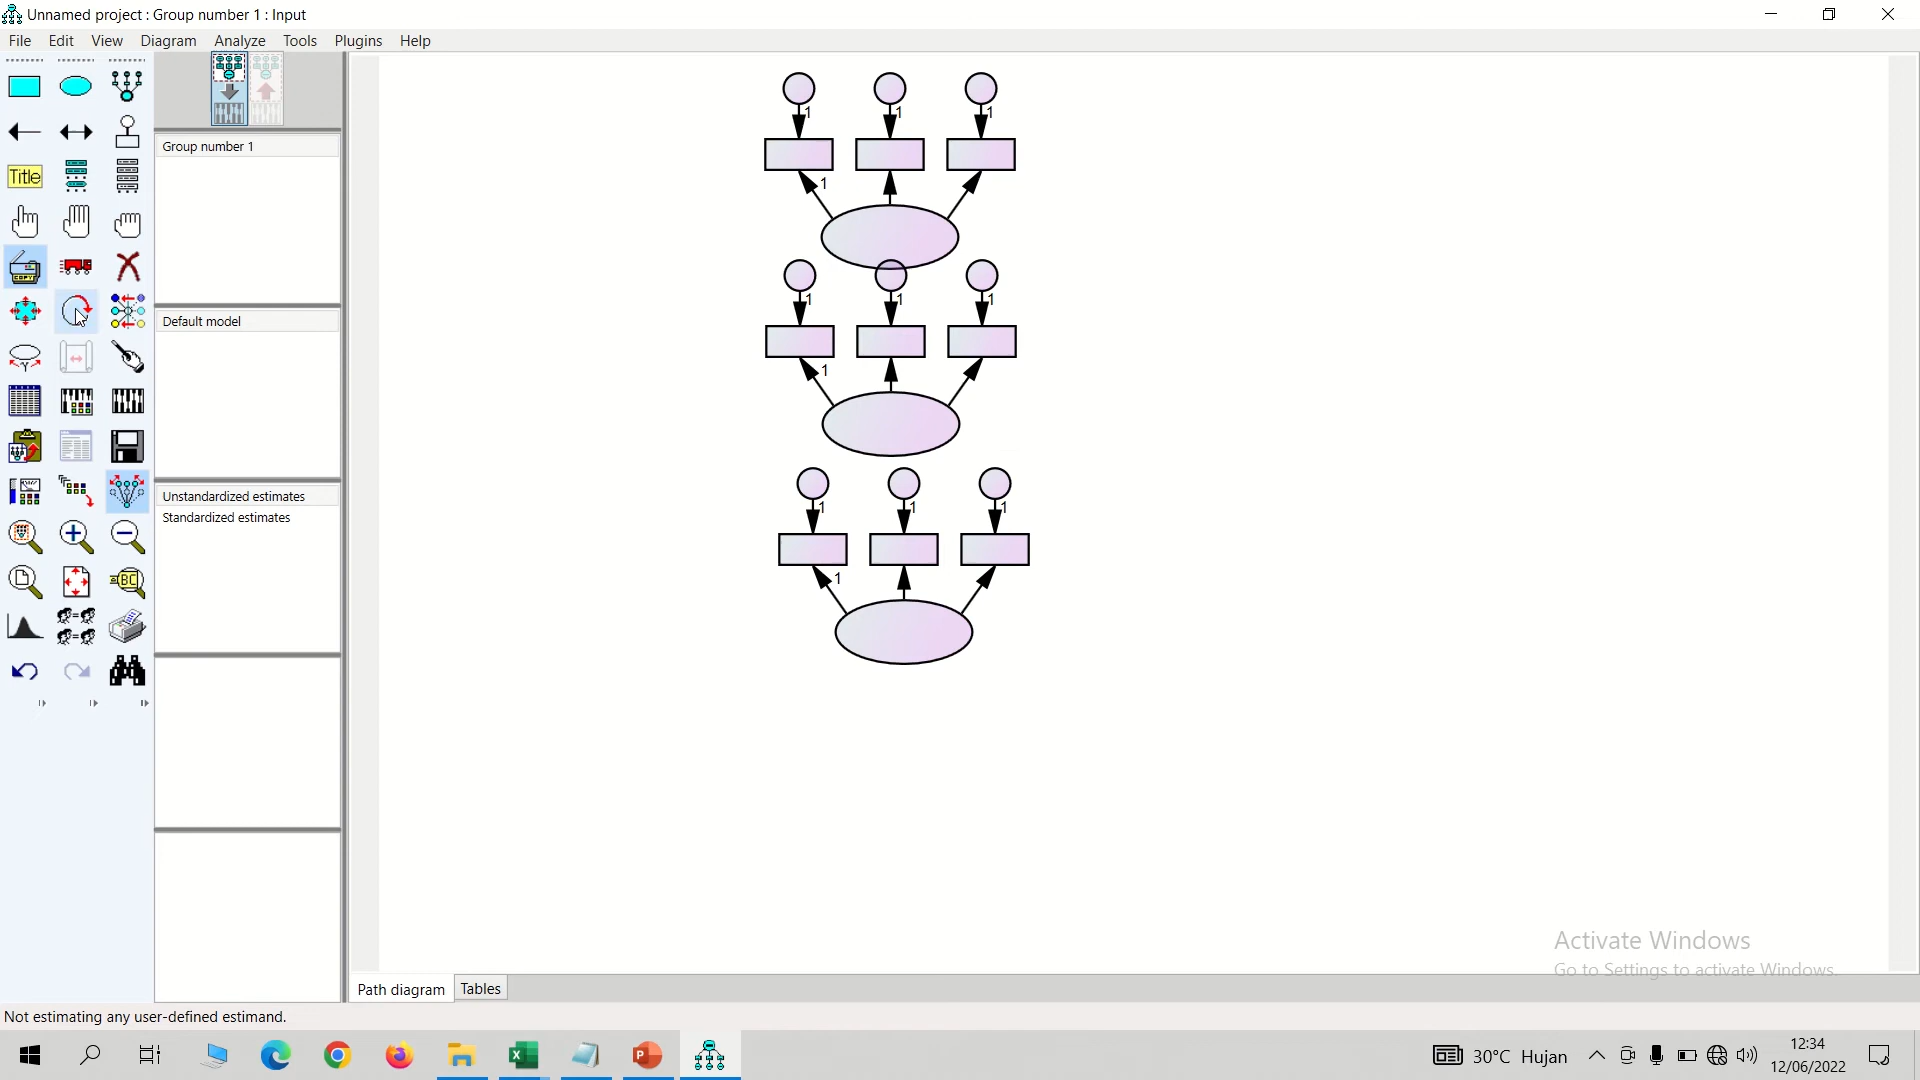 Unnamed project : Group number 1 : Input
File Edit View Diagram Analyze Tools Plugins Help
Title
Group number 1
Default model
Unstandardized estimates
Standardized estimates
1 1 1
1
1 1 1
1
1 1 1
1
Activate Windows
Go to Settings to activate Windows.
Path diagram Tables
Not estimating any user-defined estimand.
30°C Hujan
12:34
12/06/2022